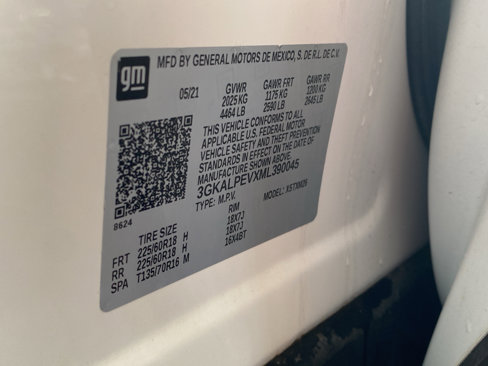 gm
MFD BY GENERAL MOTORS DE MEXICO, S. DE R.L. DE C.V.
05/21 GVWR GAWR FRT GAWR RR
2025 KG 1175 KG 1200 KG
4464 LB 2590 LB 2645 LB
THIS VEHICLE CONFORMS TO ALL
APPLICABLE U.S. FEDERAL MOTOR
VEHICLE SAFETY AND THEFT PREVENTION
STANDARDS IN EFFECT ON THE DATE OF
MANUFACTURE SHOWN ABOVE.
3GKALPEVXML390045
TYPE: M.P.V. MODEL: XSTXM26
8624
TIRE SIZE RIM
FRT 225/60R18 H 18X7J
RR 225/60R18 H 18X7J
SPA T135/70R16 M 16X4BT